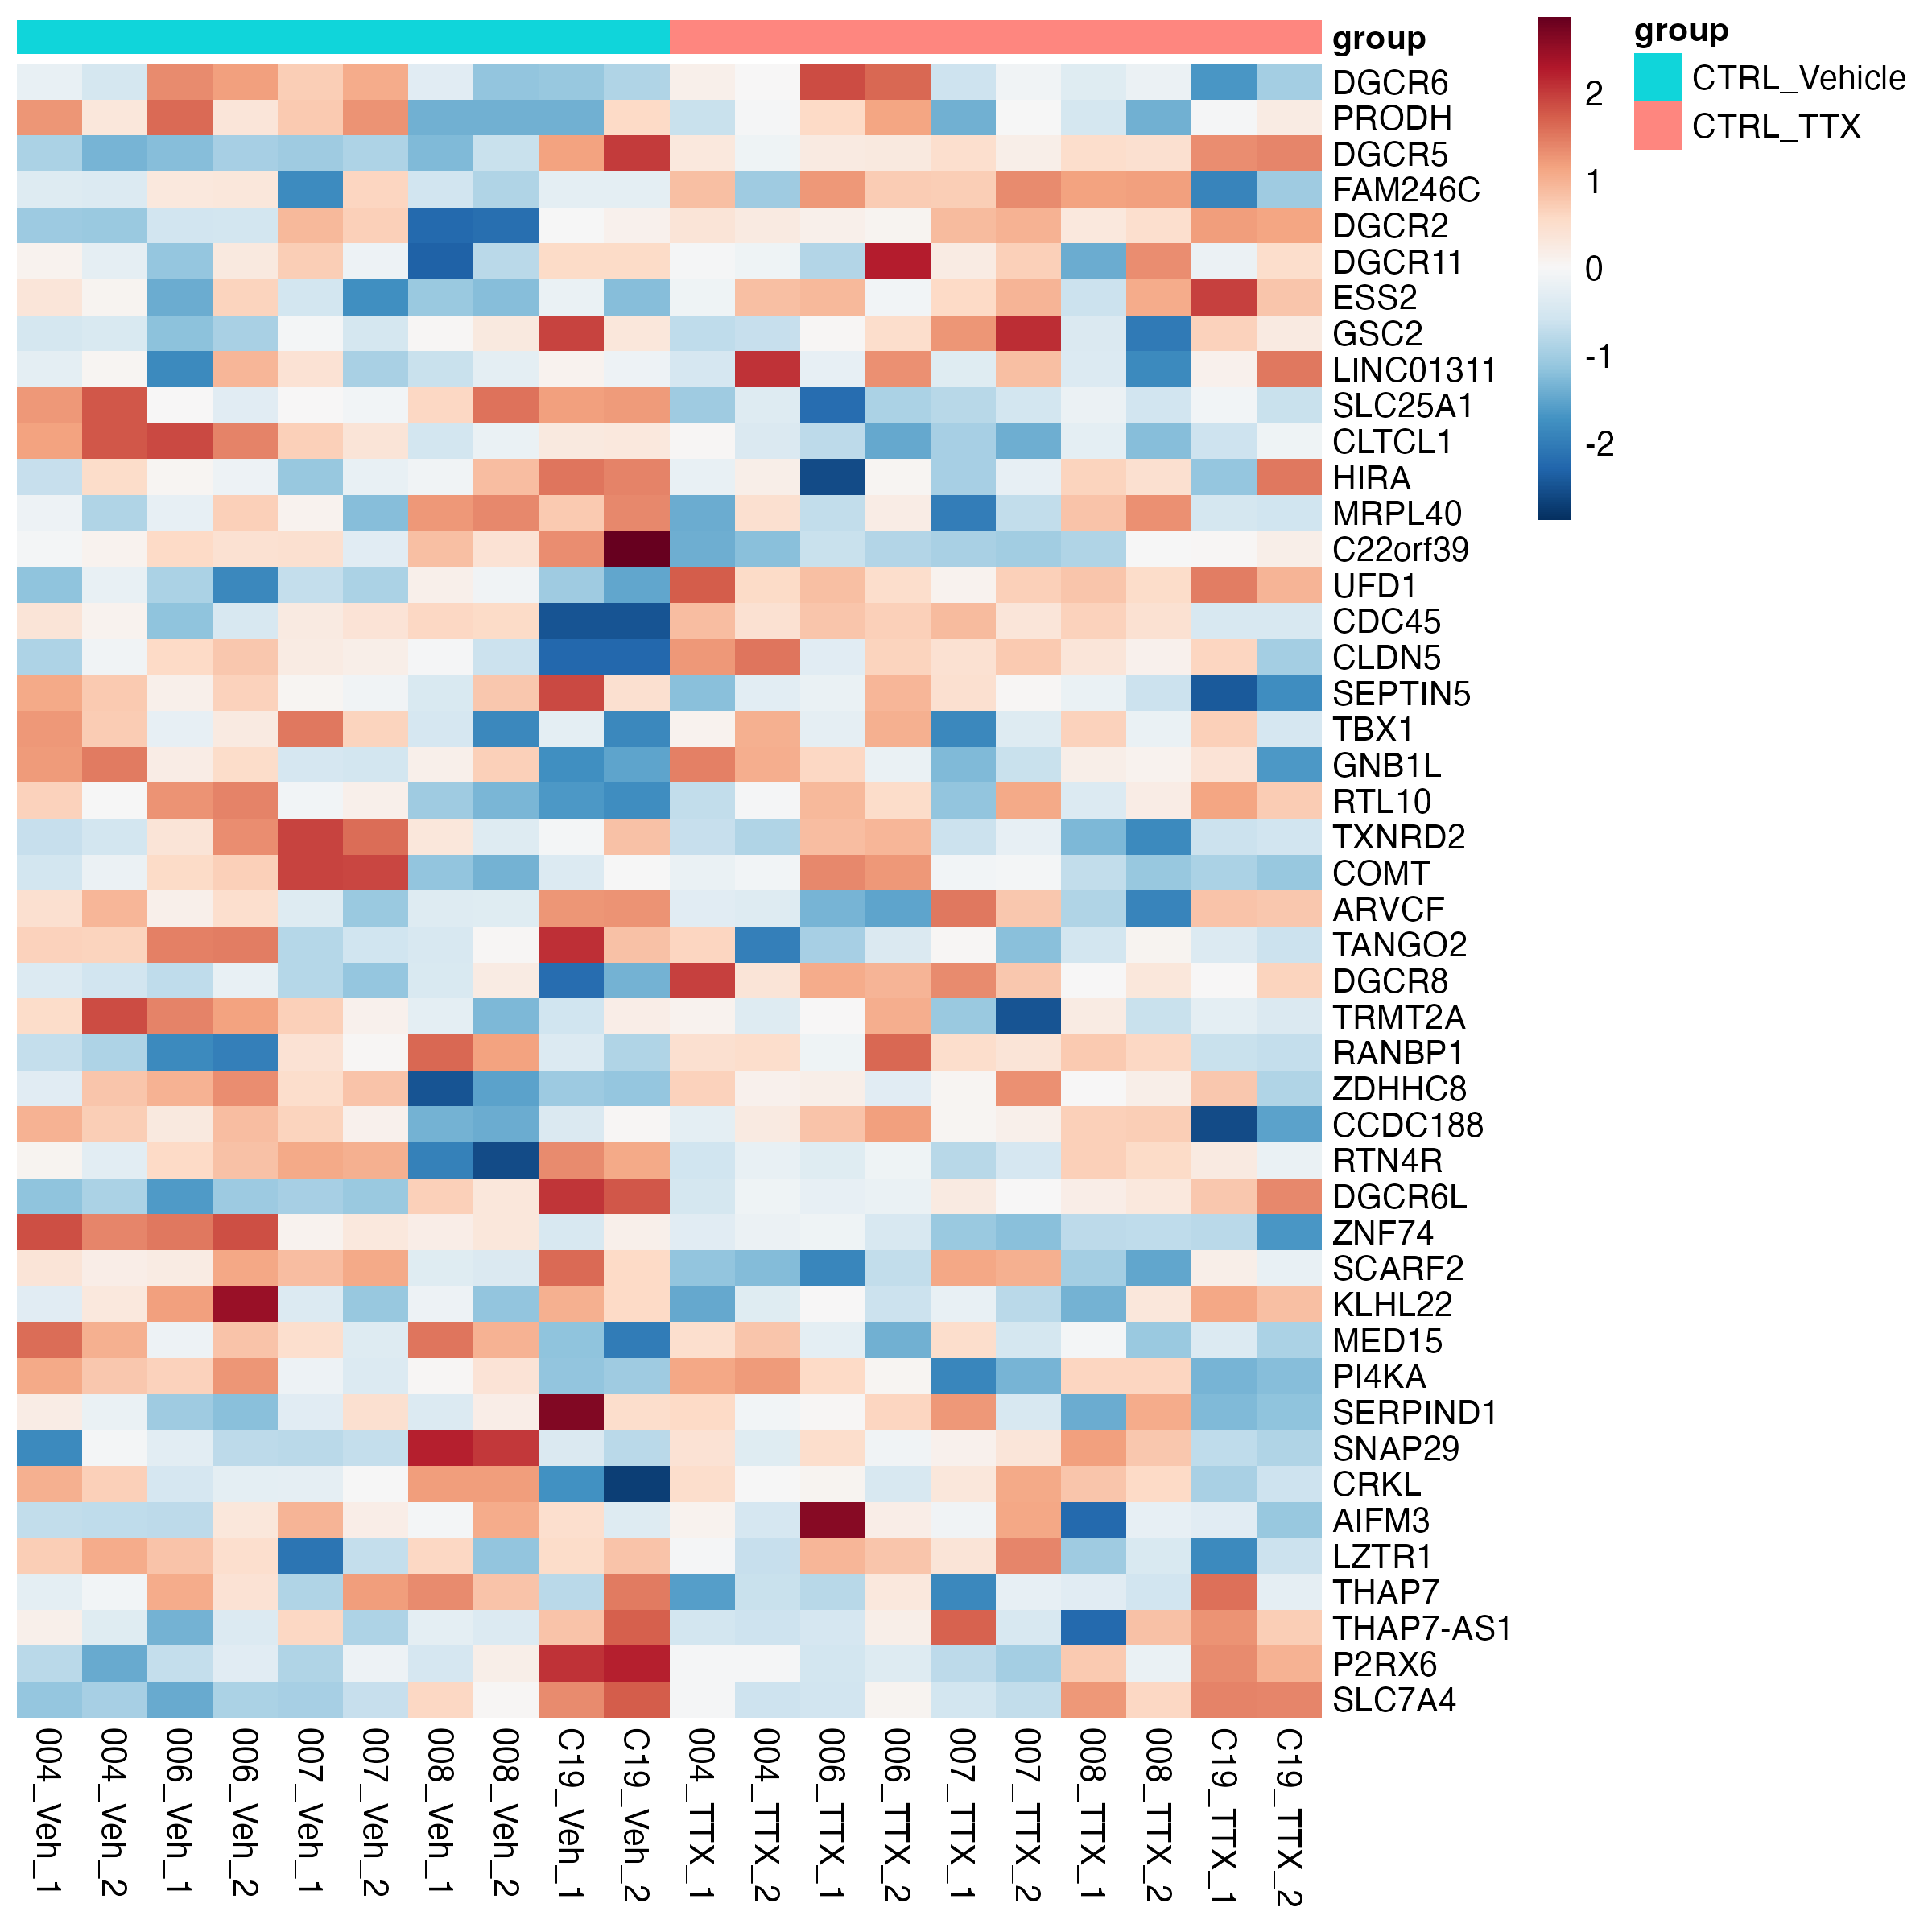 group
DGCR6
PRODH
DGCR5
FAM246C
DGCR2
DGCR11
ESS2
GSC2
LINC01311
SLC25A1
CLTCL1
HIRA
MRPL40
C22orf39
UFD1
CDC45
CLDN5
SEPTIN5
TBX1
GNB1L
RTL10
TXNRD2
COMT
ARVCF
TANGO2
DGCR8
TRMT2A
RANBP1
ZDHHC8
CCDC188
RTN4R
DGCR6L
ZNF74
SCARF2
KLHL22
MED15
PI4KA
SERPIND1
SNAP29
CRKL
AIFM3
LZTR1
THAP7
THAP7-AS1
P2RX6
SLC7A4
004_Veh_1
004_Veh_2
006_Veh_1
006_Veh_2
007_Veh_1
007_Veh_2
008_Veh_1
008_Veh_2
C19_Veh_1
C19_Veh_2
004_TTX_1
004_TTX_2
006_TTX_1
006_TTX_2
007_TTX_1
007_TTX_2
008_TTX_1
008_TTX_2
C19_TTX_1
C19_TTX_2
2
1
0
-1
-2
group
CTRL_Vehicle
CTRL_TTX